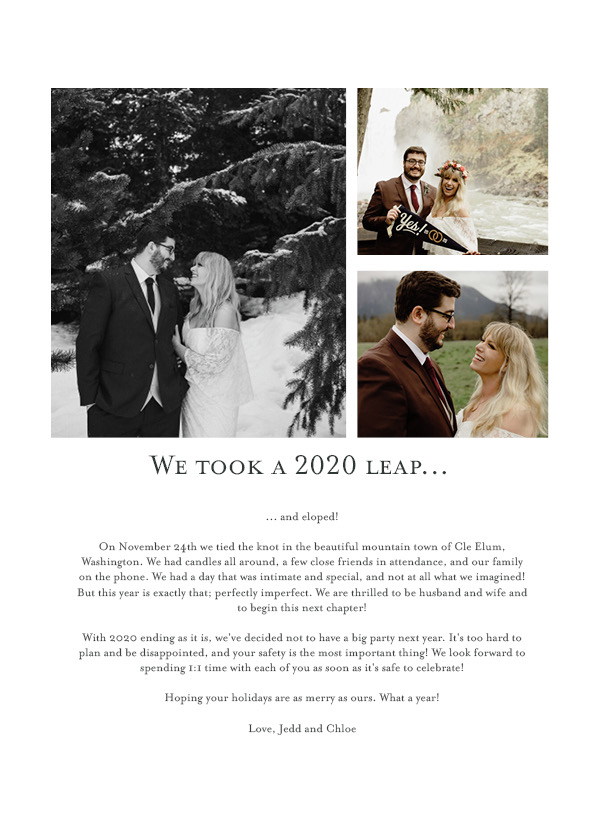 Yes!
We took a 2020 leap...
... and eloped!
On November 24th we tied the knot in the beautiful mountain town of Cle Elum,
Washington. We had candles all around, a few close friends in attendance, and our family
on the phone. We had a day that was intimate and special, and not at all what we imagined!
But this year is exactly that; perfectly imperfect. We are thrilled to be husband and wife and
to begin this next chapter!
With 2020 ending as it is, we've decided not to have a big party next year. It's too hard to
plan and be disappointed, and your safety is the most important thing! We look forward to
spending 1:1 time with each of you as soon as it's safe to celebrate!
Hoping your holidays are as merry as ours. What a year!
Love, Jedd and Chloe